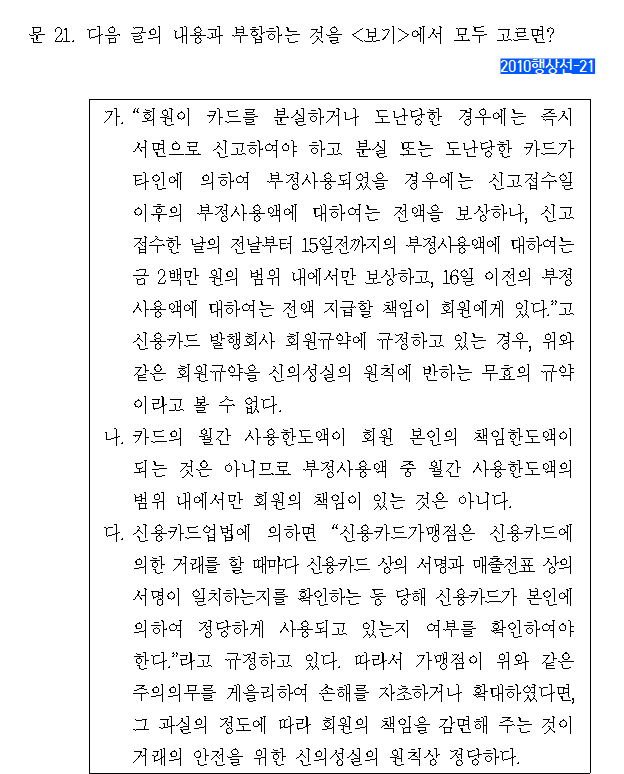 문 21. 다음 글의 내용과 부합하는 것을 <보기>에서 모두 고르면?
2010행상선-21
가. “회원이 카드를 분실하거나 도난당한 경우에는 즉시
서면으로 신고하여야 하고 분실 또는 도난당한 카드가
타인에 의하여 부정사용되었을 경우에는 신고접수일
이후의 부정사용액에 대하여는 전액을 보상하나, 신고
접수한 날의 전날부터 15일전까지의 부정사용액에 대하여는
금 2백만 원의 범위 내에서만 보상하고, 16일 이전의 부정
사용액에 대하여는 전액 지급할 책임이 회원에게 있다.”고
신용카드 발행회사 회원규약에 규정하고 있는 경우, 위와
같은 회원규약을 신의성실의 원칙에 반하는 무효의 규약
이라고 볼 수 없다.
나. 카드의 월간 사용한도액이 회원 본인의 책임한도액이
되는 것은 아니므로 부정사용액 중 월간 사용한도액의
범위 내에서만 회원의 책임이 있는 것은 아니다.
다. 신용카드업법에 의하면 “신용카드가맹점은 신용카드에
의한 거래를 할 때마다 신용카드 상의 서명과 매출전표 상의
서명이 일치하는지를 확인하는 등 당해 신용카드가 본인에
의하여 정당하게 사용되고 있는지 여부를 확인하여야
한다.”라고 규정하고 있다. 따라서 가맹점이 위와 같은
주의의무를 게을리하여 손해를 자초하거나 확대하였다면,
그 과실의 정도에 따라 회원의 책임을 감면해 주는 것이
거래의 안전을 위한 신의성실의 원칙상 정당하다.